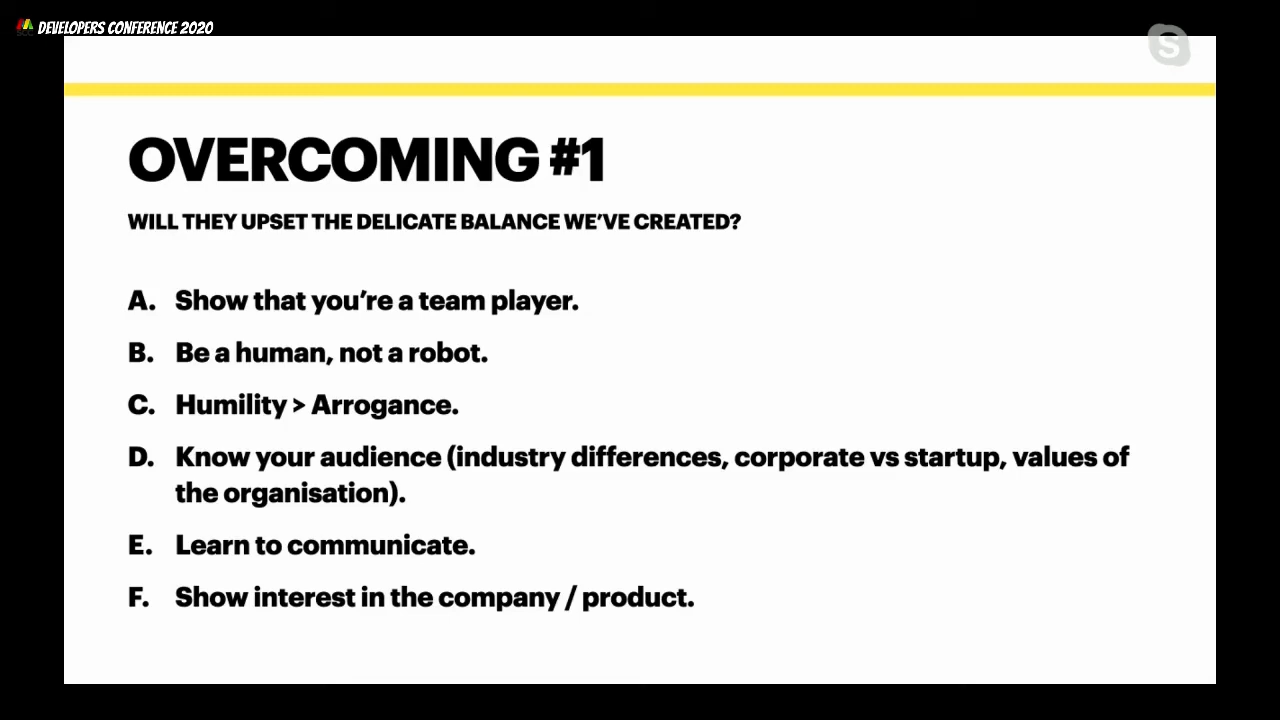 DEVELOPERS CONFERENCE 2020
S
OVERCOMING #1
WILL THEY UPSET THE DELICATE BALANCE WE’VE CREATED?
A. Show that you’re a team player.
B. Be a human, not a robot.
C. Humility > Arrogance.
D. Know your audience (industry differences, corporate vs startup, values of
the organisation).
E. Learn to communicate.
F. Show interest in the company / product.